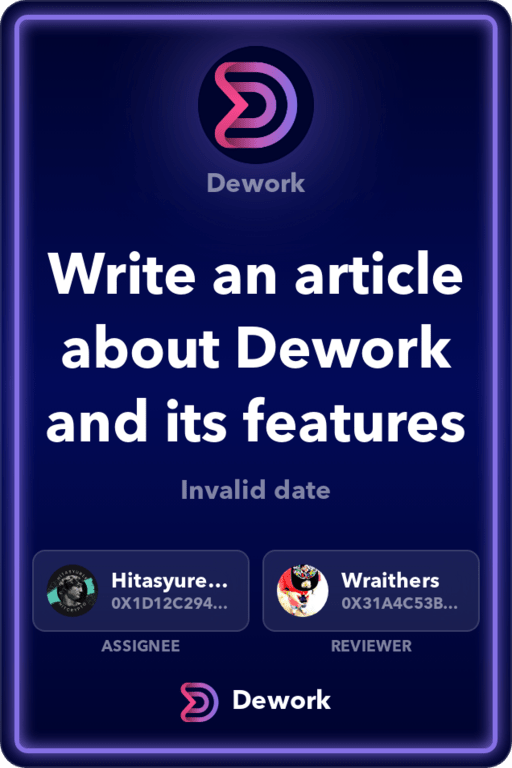 Dework
Write an article
about Dework
and its features
Invalid date
Hitasyure...
0X1D12C294...
ASSIGNEE
Wraithers
0X31A4C53B...
REVIEWER
Dework